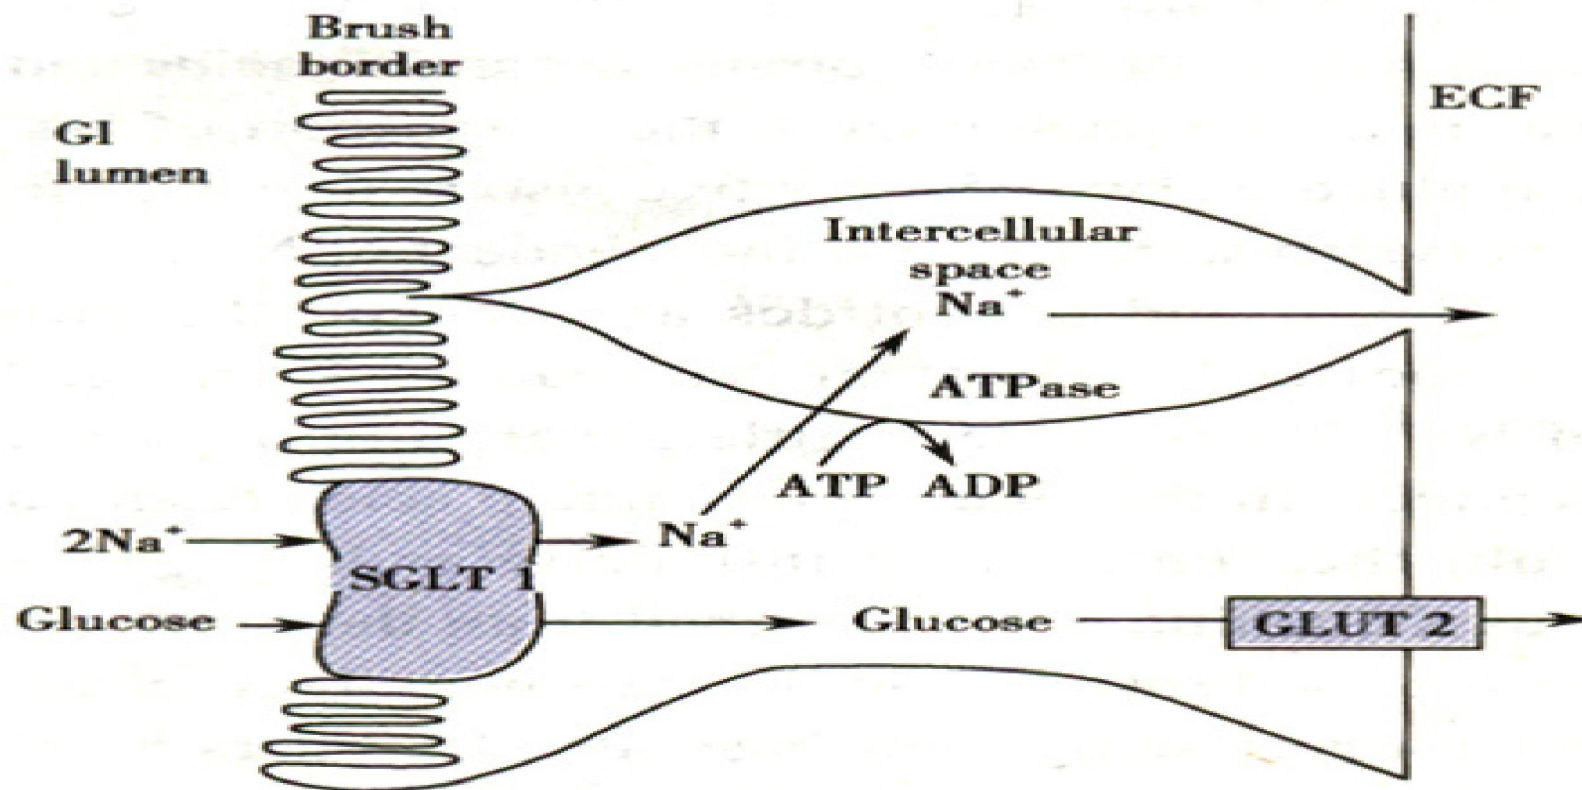 Brush
border
GI
lumen
ECF
Intercellular
space
Na⁺
ATPase
ATP ADP
2Na⁺
Na⁺
SGLT 1
Glucose
Glucose
GLUT 2